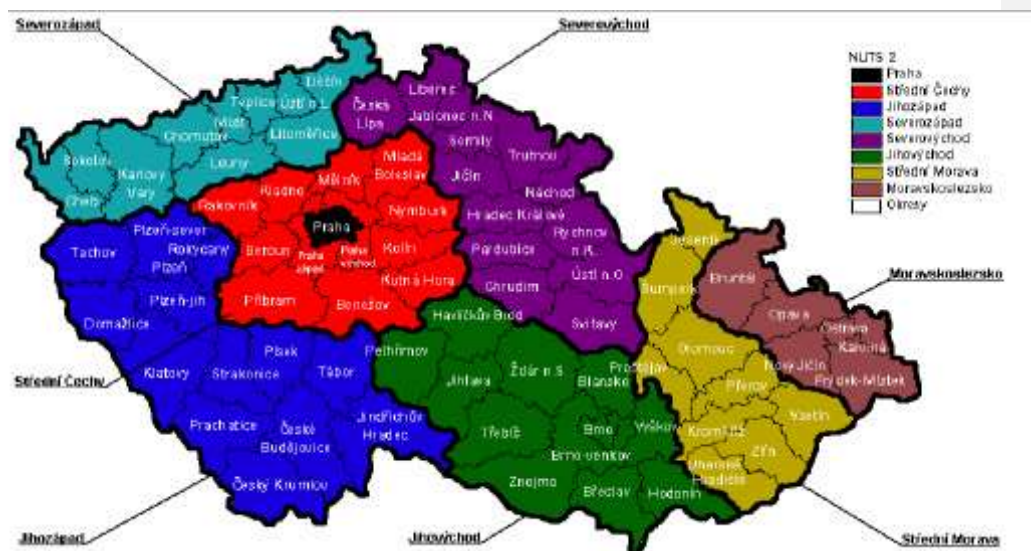 Severozápad
Severovýchod
NUTS 2
Praha
Střední Čechy
Jihozápad
Severozápad
Severovýchod
Jihovýchod
Střední Morava
Moravskoslezsko
Okresy
Děčín
Teplice
Ústí n.L
Most
Chomutov
Litoměřice
Louny
Sokolov
Karlovy
Vary
Cheb
Česká
Lípa
Liberec
Jablonec n.N
Semily
Trutnov
Jičín
Náchod
Hradec Králové
Rychnov
n.K.
Pardubice
Ústí n.O
Chrudim
Svitavy
Mladá
Boleslav
Mělník
Kladno
Rakovník
Nymburk
Praha
Beroun
Praha
západ
Praha
východ
Kolín
Kutná Hora
Příbram
Benešov
Plzeň-sever
Tachov
Rokycany
Plzeň
Plzeň-jih
Domažlice
Klatovy
Písek
Strakonice
Tábor
Prachatice
České
Budějovice
Jindřichův
Hradec
Český Krumlov
Havlíčkův Brod
Pelhřimov
Jihlava
Žďár n.S
Blansko
Třebíč
Brno
Vyškov
Brno-venkov
Znojmo
Břeclav
Hodonín
Jeseník
Šumperk
Olomouc
Prostějov
Přerov
Vsetín
Kroměříž
Zlín
Uherské
Hradiště
Bruntál
Opava
Ostrava
Karviná
Nový Jičín
Frýdek-Místek
Moravskoslezsko
Střední Čechy
Jihozápad
Jihovýchod
Střední Morava